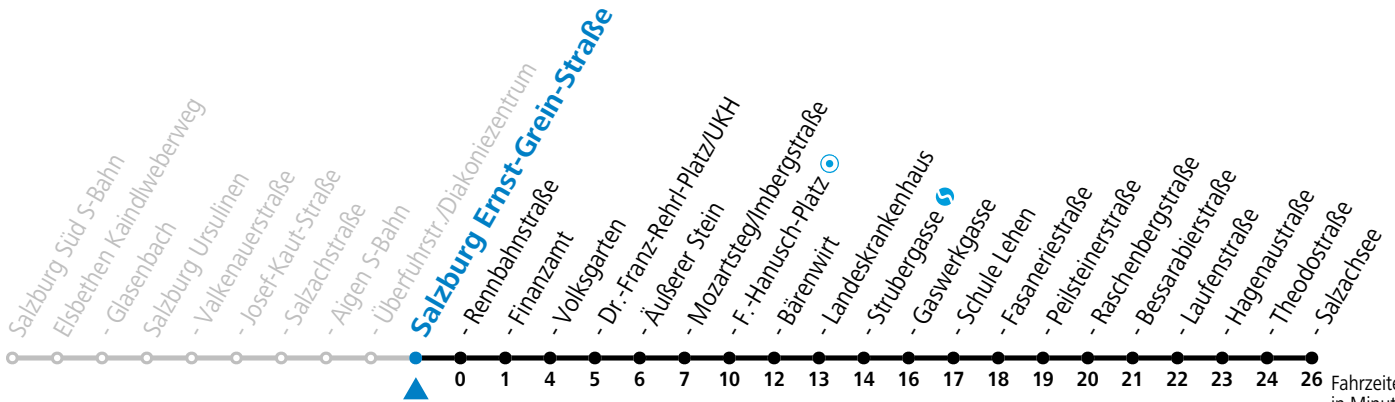 Salzburg Süd S-Bahn
Elsbethen Kaindlweberweg
- Glasenbach
Salzburg Ursulinen
- Valkenauerstraße
- Josef-Kaut-Straße
- Salzachstraße
- Aigen S-Bahn
- Überfuhrstr./Diakoniezentrum
Salzburg Ernst-Grein-Straße
- Rennbahnstraße
- Finanzamt
- Volksgarten
- Dr.-Franz-Rehrl-Platz/UKH
- Äußerer Stein
- Mozartsteg/Imbergstraße
- F.-Hanusch-Platz
- Bärenwirt
- Landeskrankenhaus
- Strubergasse
- Gaswerkgasse
- Schule Lehen
- Fasaneriestraße
- Peilsteinerstraße
- Raschenbergstraße
- Bessarabierstraße
- Laufenstraße
- Hagenaustraße
- Theodostraße
- Salzachsee
0 1 4 5 6 7 10 12 13 14 16 17 18 19 20 21 22 23 24 26 Fahrzeite